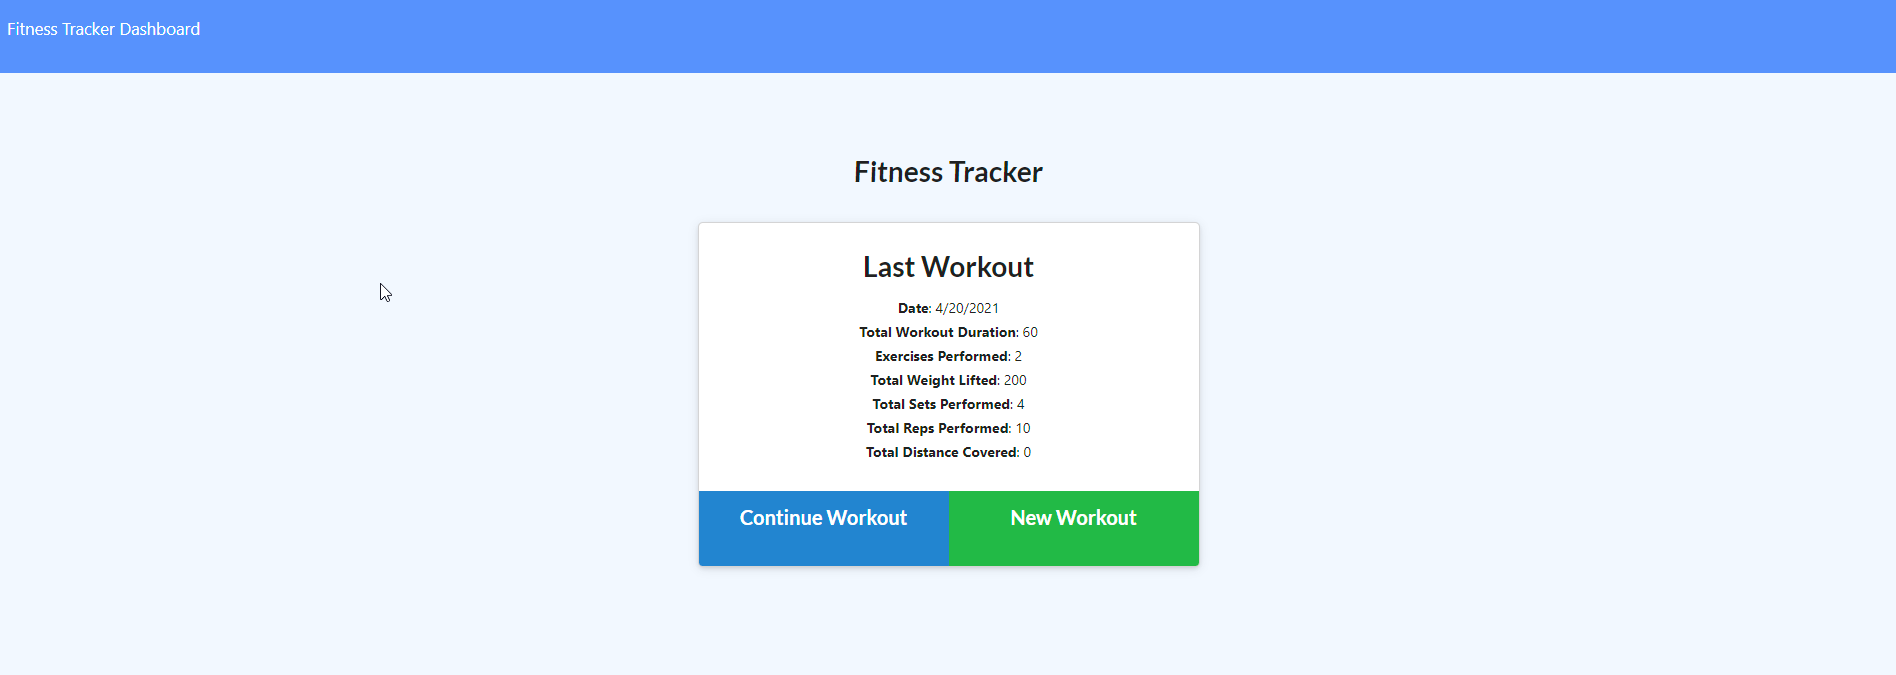 Fitness Tracker Dashboard
Fitness Tracker
Last Workout
Date: 4/20/2021
Total Workout Duration: 60
Exercises Performed: 2
Total Weight Lifted: 200
Total Sets Performed: 4
Total Reps Performed: 10
Total Distance Covered: 0
Continue Workout
New Workout